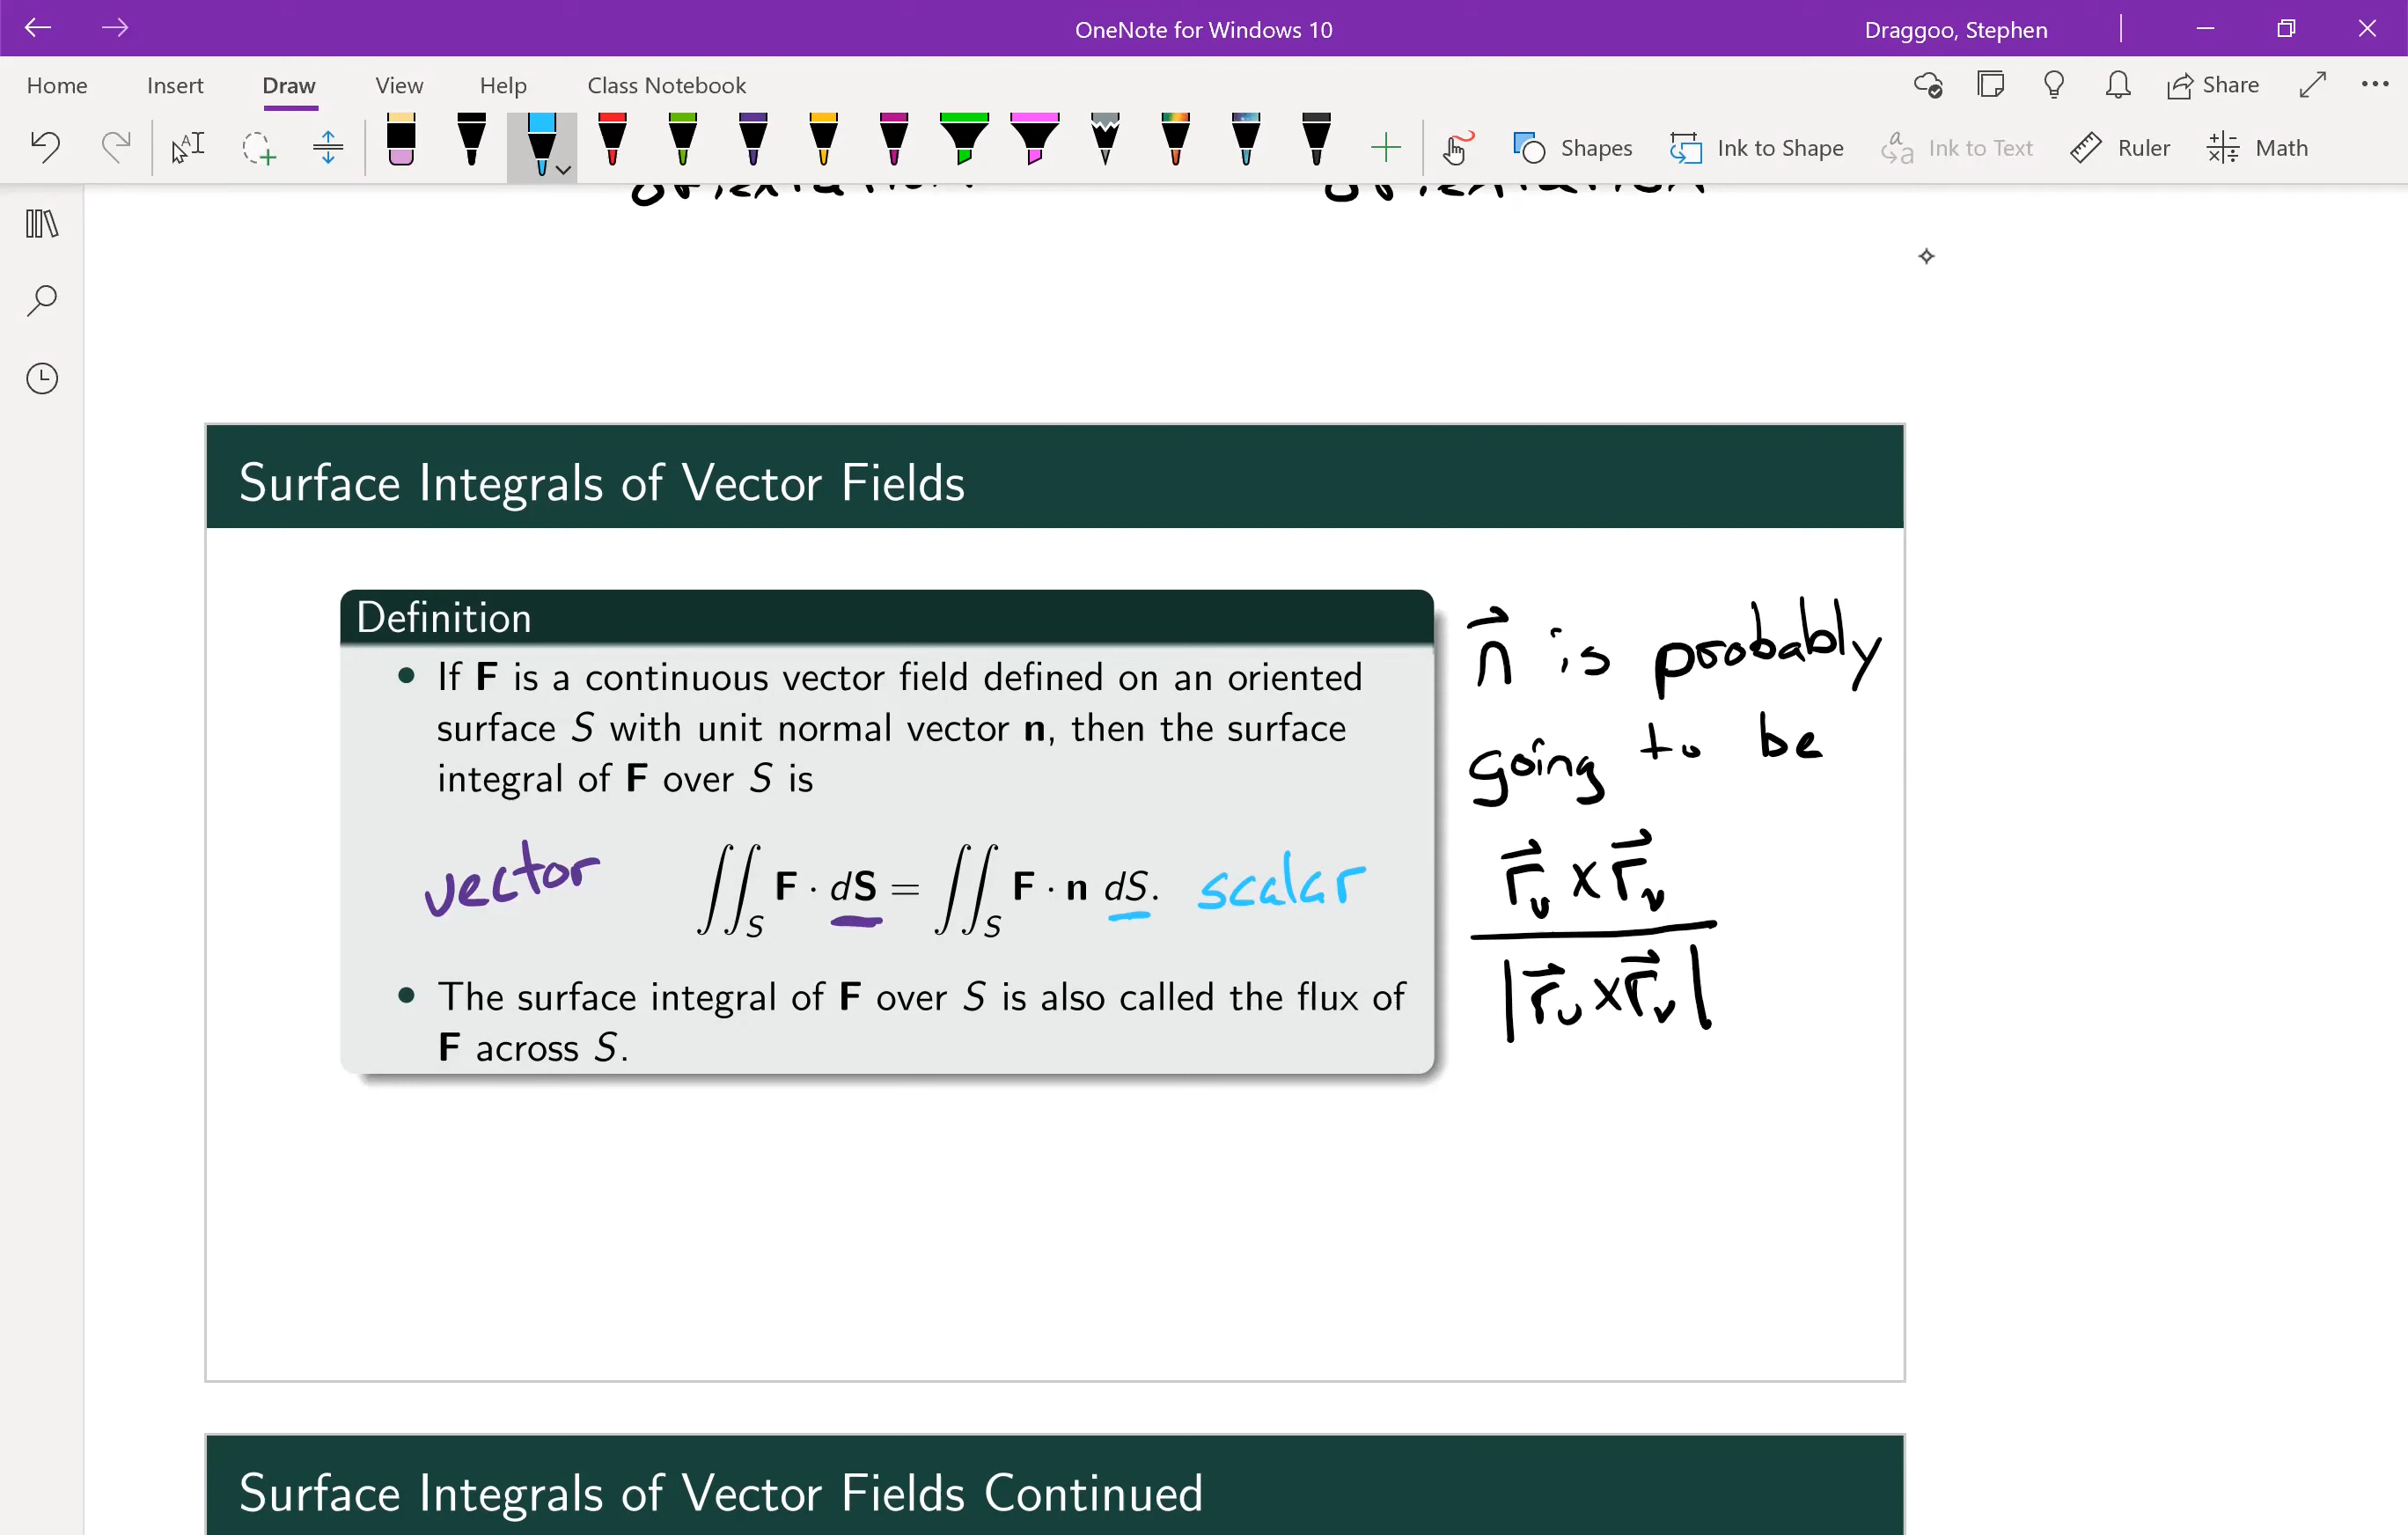 OneNote for Windows 10
Draggoo, Stephen
Home Insert Draw View Help Class Notebook
Share
Shapes Ink to Shape Ink to Text Ruler Math
orientation orientation
Surface Integrals of Vector Fields
Definition
• If F is a continuous vector field defined on an oriented
surface S with unit normal vector n, then the surface
integral of F over S is
vector ∬_S F · dS = ∬_S F · n dS. scalar
• The surface integral of F over S is also called the flux of
F across S.
n⃗ is probably
going to be
r⃗ᵤ × r⃗ᵥ
|r⃗ᵤ × r⃗ᵥ|
Surface Integrals of Vector Fields Continued